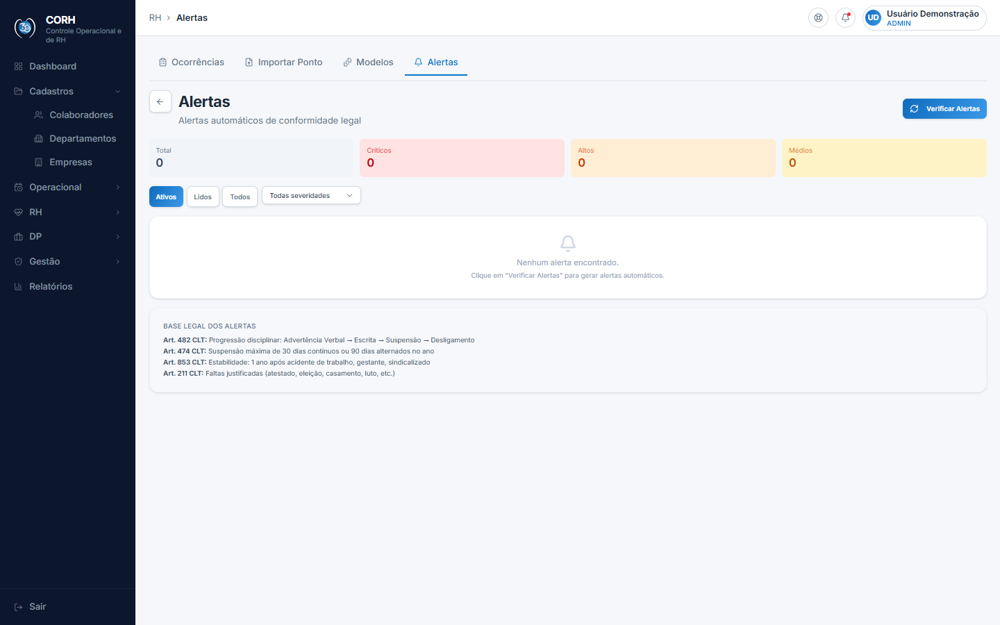 CORH
Controle Operacional e
de RH
Dashboard
Cadastros
Colaboradores
Departamentos
Empresas
Operacional
RH
DP
Gestão
Relatórios
Sair
RH > Alertas
UD
Usuário Demonstração
ADMIN
Ocorrências
Importar Ponto
Modelos
Alertas
Alertas
Alertas automáticos de conformidade legal
Verificar Alertas
Total
0
Críticos
0
Altos
0
Médios
0
Ativos
Lidos
Todos
Todas severidades
Nenhum alerta encontrado.
Clique em "Verificar Alertas" para gerar alertas automáticos.
BASE LEGAL DOS ALERTAS
Art. 482 CLT: Progressão disciplinar: Advertência Verbal → Escrita → Suspensão → Desligamento
Art. 474 CLT: Suspensão máxima de 30 dias contínuos ou 90 dias alternados no ano
Art. 853 CLT: Estabilidade: 1 ano após acidente de trabalho, gestante, sindicalizado
Art. 211 CLT: Faltas justificadas (atestado, eleição, casamento, luto, etc.)